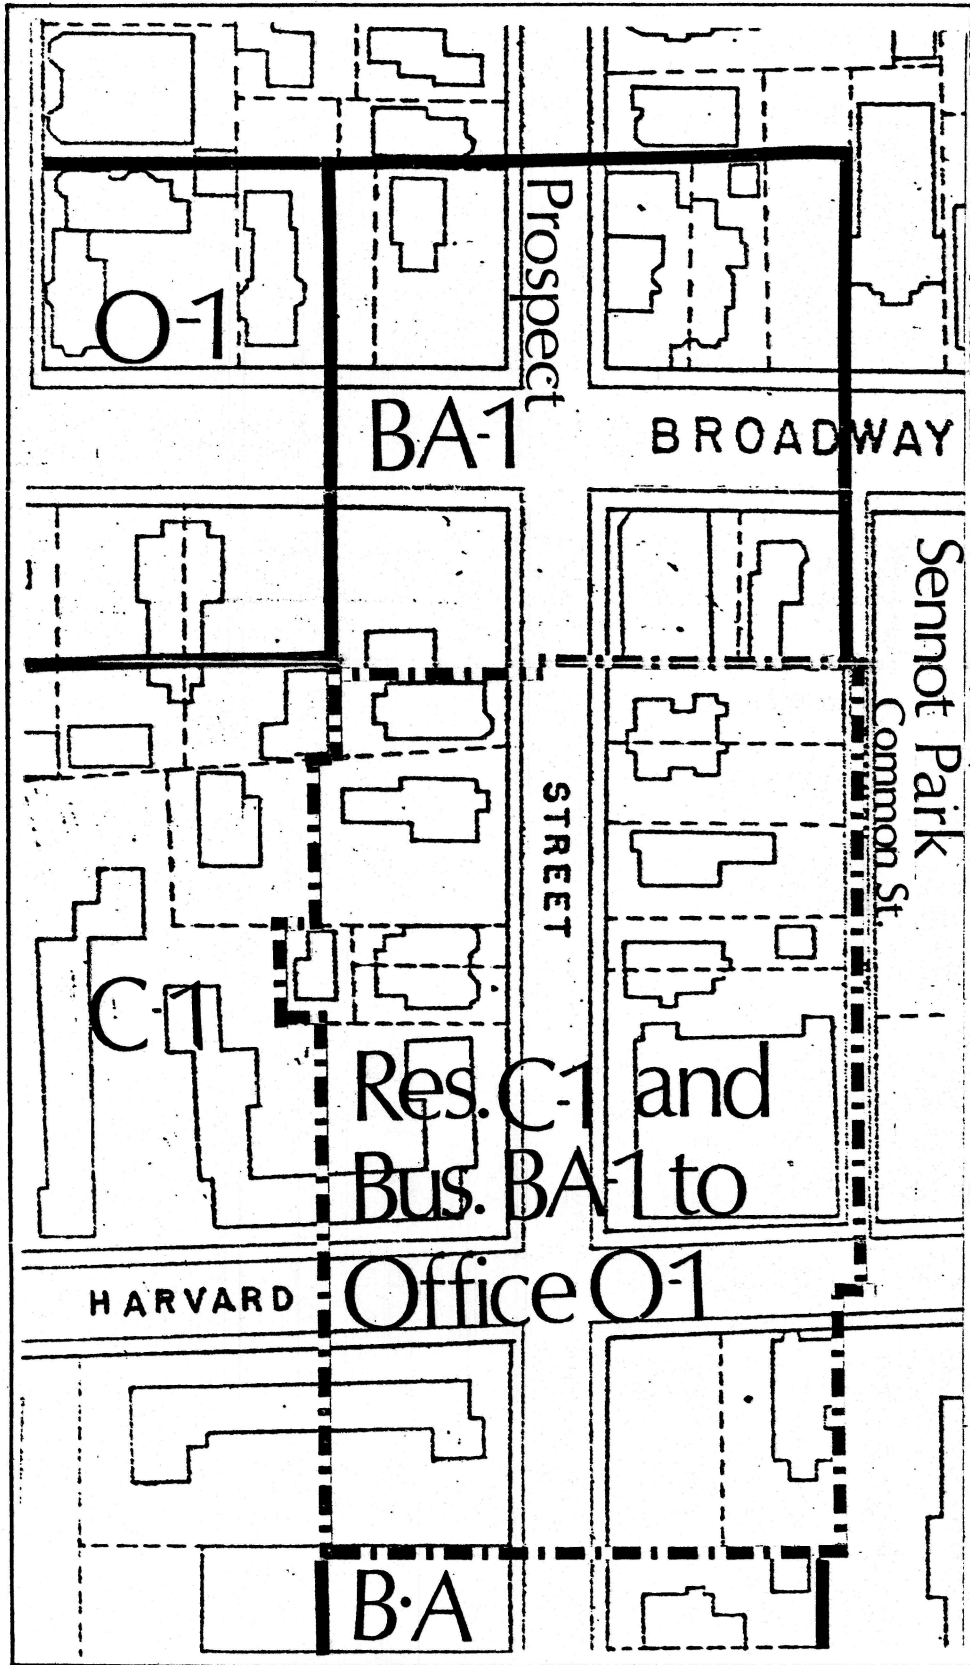 Prospect
O-1
BA-1
BROADWAY
Sennot Park
Common St.
STREET
C-1
Res. C-1 and
Bus. BA-1 to
Office O-1
HARVARD
B·A